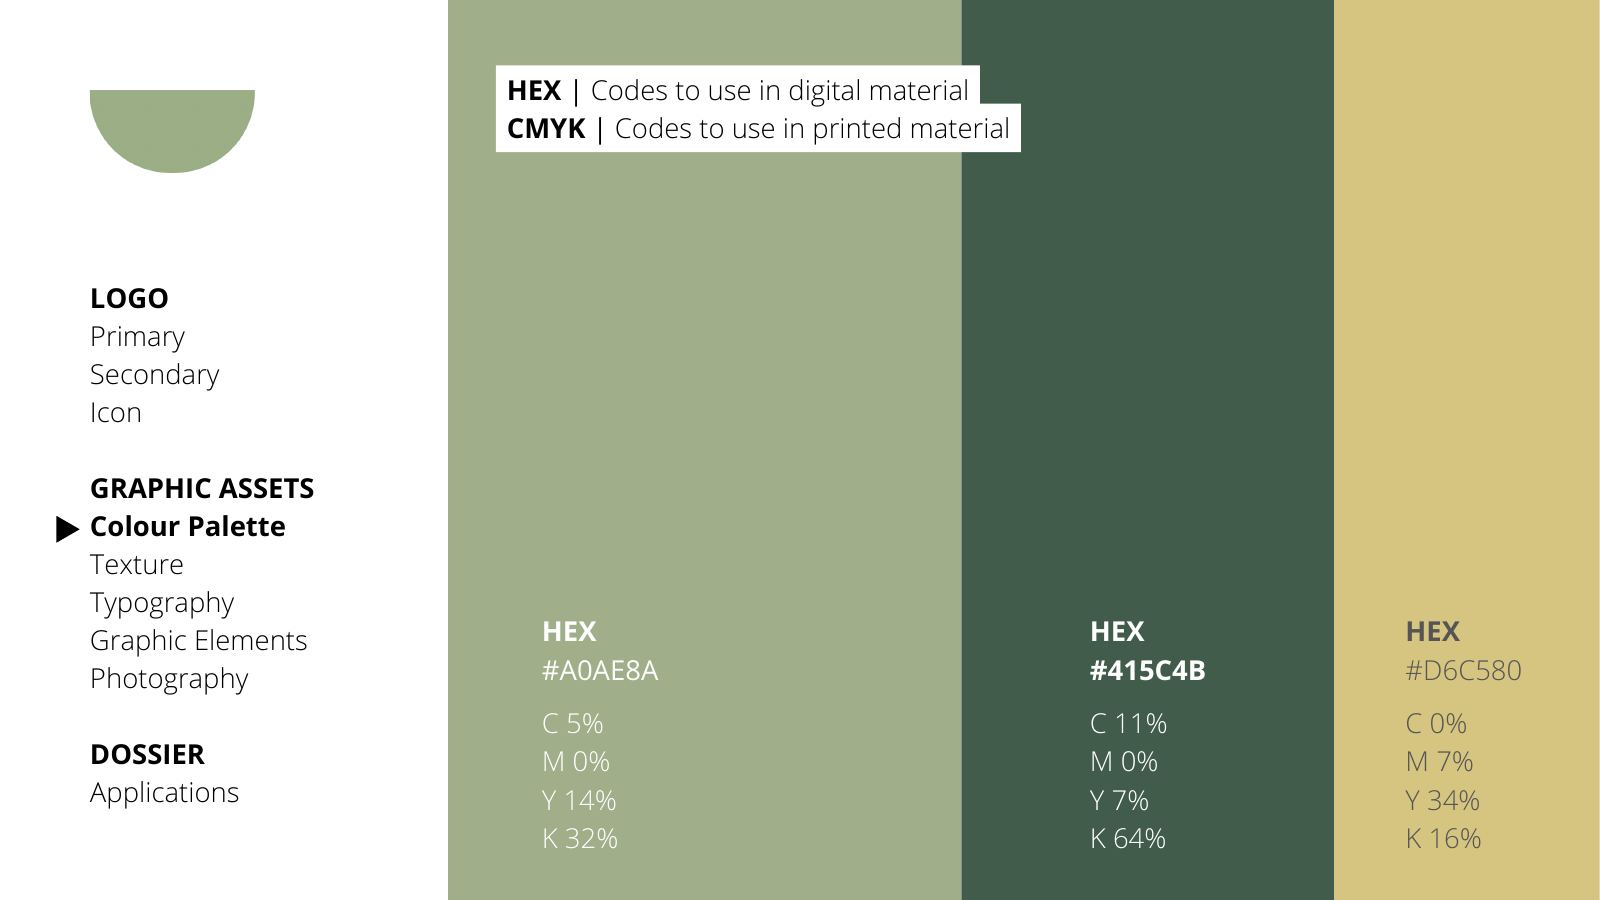 HEX | Codes to use in digital material
CMYK | Codes to use in printed material
LOGO
Primary
Secondary
Icon
GRAPHIC ASSETS
Colour Palette
Texture
Typography
Graphic Elements
Photography
DOSSIER
Applications
HEX
#A0AE8A
C 5%
M 0%
Y 14%
K 32%
HEX
#415C4B
C 11%
M 0%
Y 7%
K 64%
HEX
#D6C580
C 0%
M 7%
Y 34%
K 16%